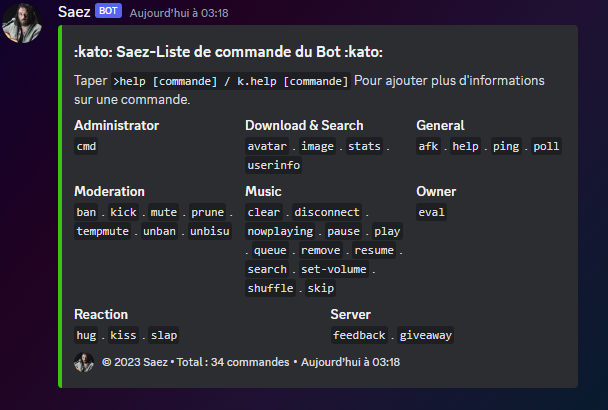 Saez BOT Aujourd'hui à 03:18
:kato: Saez-Liste de commande du Bot :kato:
Taper >help [commande] / k.help [commande] Pour ajouter plus d'informations
sur une commande.
Administrator
cmd
Download & Search
avatar . image . stats .
userinfo
General
afk . help . ping . poll
Moderation
ban . kick . mute . prune .
tempmute . unban . unbisu
Music
clear . disconnect .
nowplaying . pause . play
. queue . remove . resume .
search . set-volume .
shuffle . skip
Owner
eval
Reaction
hug . kiss . slap
Server
feedback . giveaway
© 2023 Saez • Total : 34 commandes • Aujourd'hui à 03:18